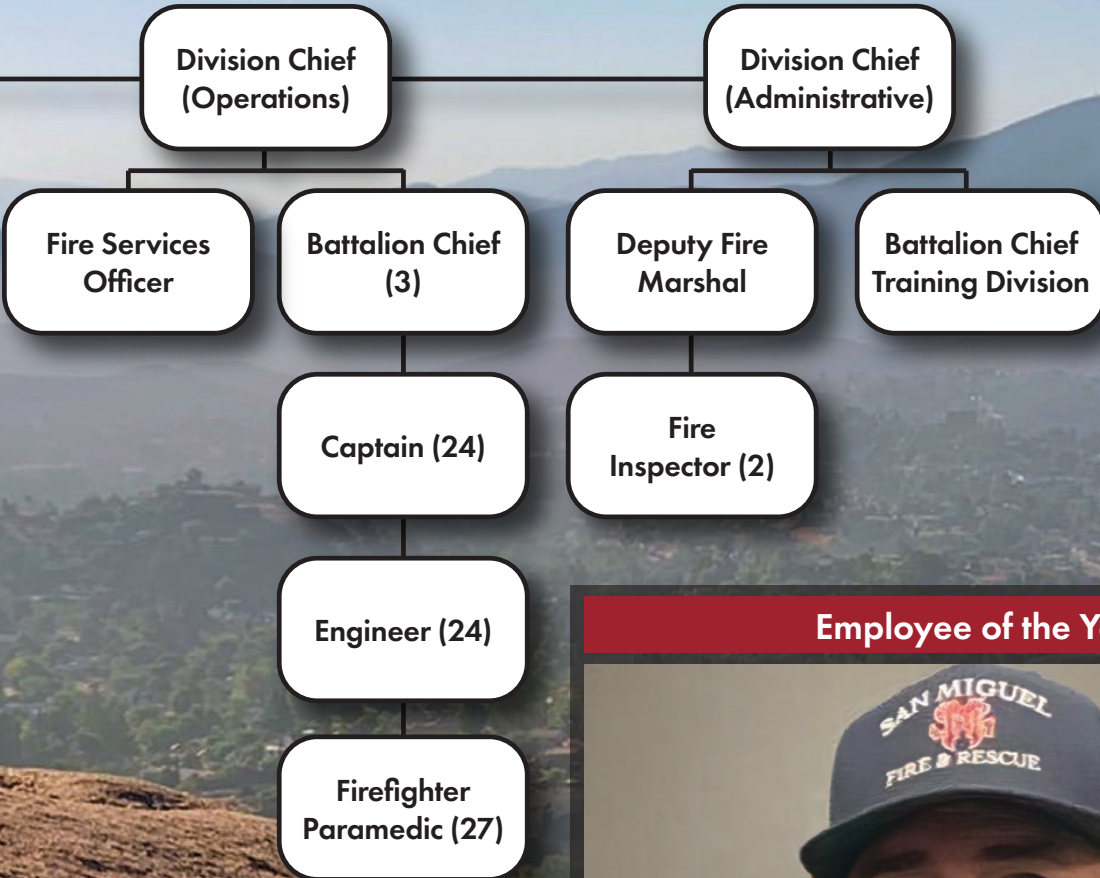 Division Chief
(Operations)
Division Chief
(Administrative)
Fire Services
Officer
Battalion Chief
(3)
Deputy Fire
Marshal
Battalion Chief
Training Division
Captain (24)
Fire
Inspector (2)
Engineer (24)
Employee of the Y
SAN MIGUEL
SMG
FIRE & RESCUE
Firefighter
Paramedic (27)